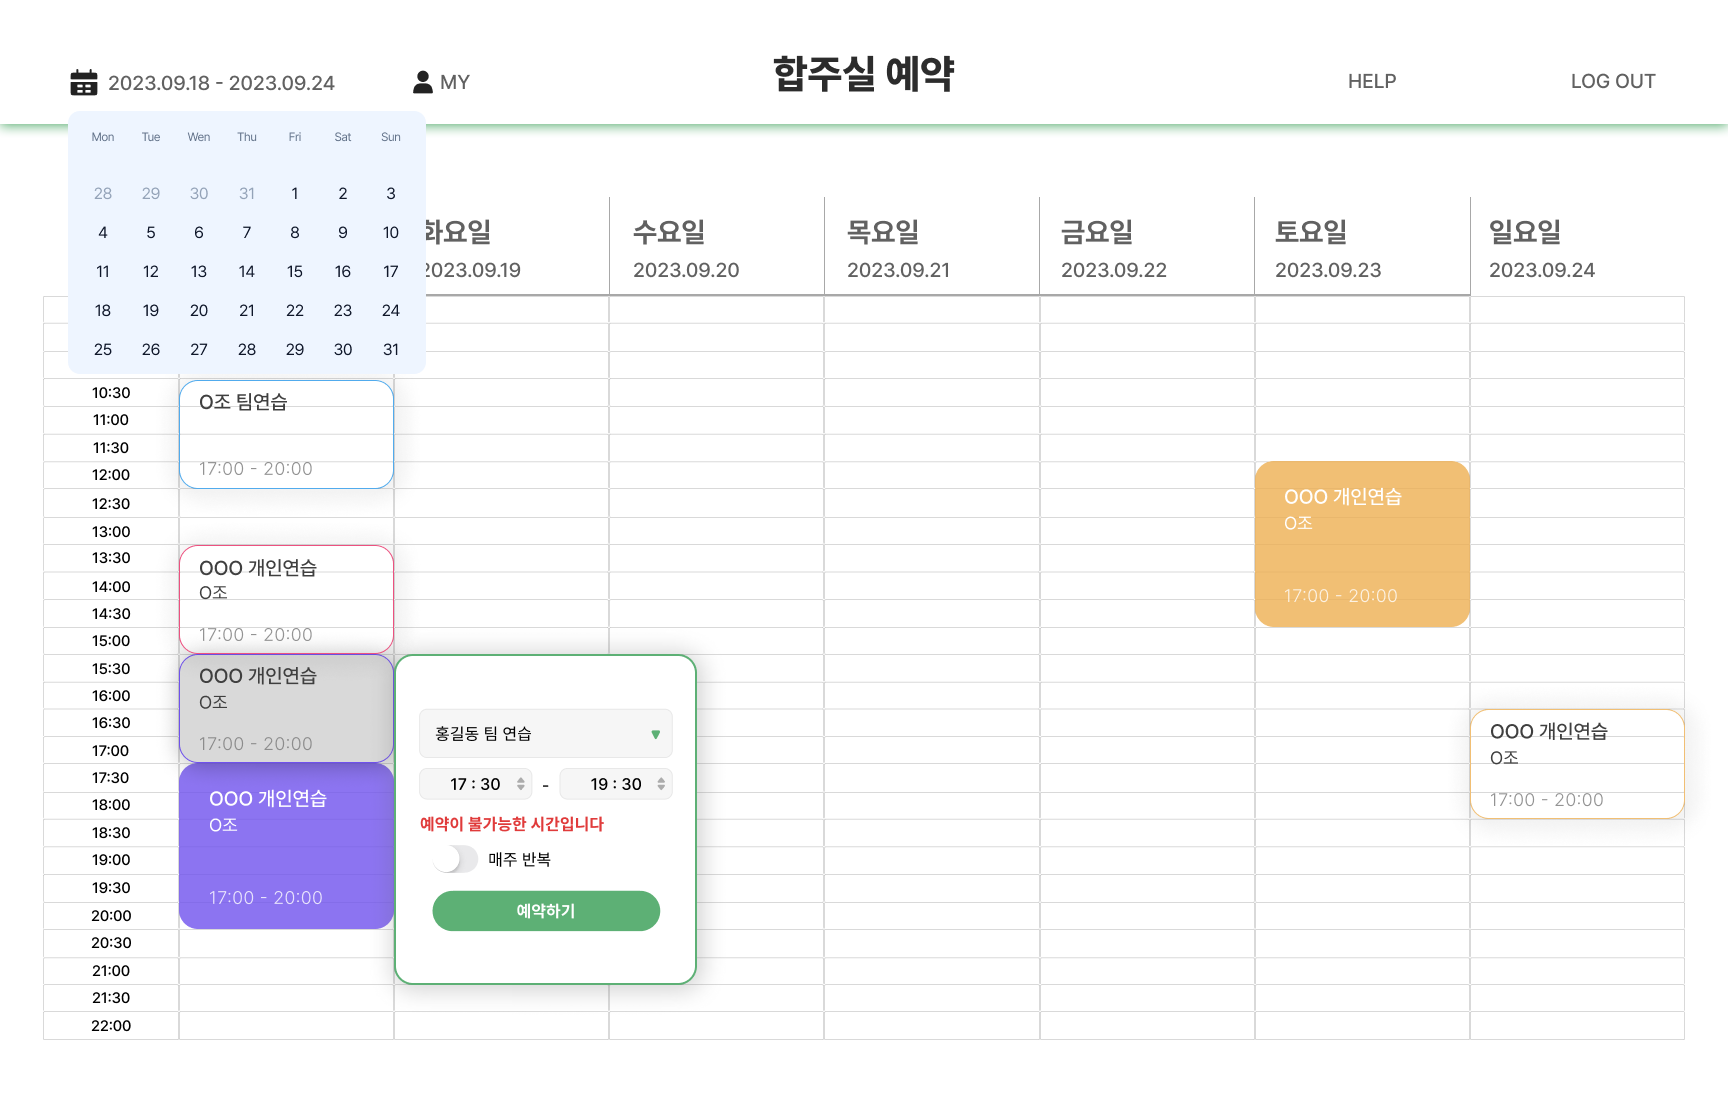 2023.09.18 - 2023.09.24
MY
합주실 예약
HELP
LOG OUT
Mon Tue Wen Thu Fri Sat Sun
28 29 30 31 1 2 3
4 5 6 7 8 9 10
11 12 13 14 15 16 17
18 19 20 21 22 23 24
25 26 27 28 29 30 31
화요일
2023.09.19
수요일
2023.09.20
목요일
2023.09.21
금요일
2023.09.22
토요일
2023.09.23
일요일
2023.09.24
10:30
11:00
11:30
12:00
12:30
13:00
13:30
14:00
14:30
15:00
15:30
16:00
16:30
17:00
17:30
18:00
18:30
19:00
19:30
20:00
20:30
21:00
21:30
22:00
O조 팀연습
17:00 - 20:00
OOO 개인연습
O조
17:00 - 20:00
OOO 개인연습
O조
17:00 - 20:00
OOO 개인연습
O조
17:00 - 20:00
홍길동 팀 연습
17 : 30 - 19 : 30
예약이 불가능한 시간입니다
매주 반복
예약하기
OOO 개인연습
O조
17:00 - 20:00
OOO 개인연습
O조
17:00 - 20:00